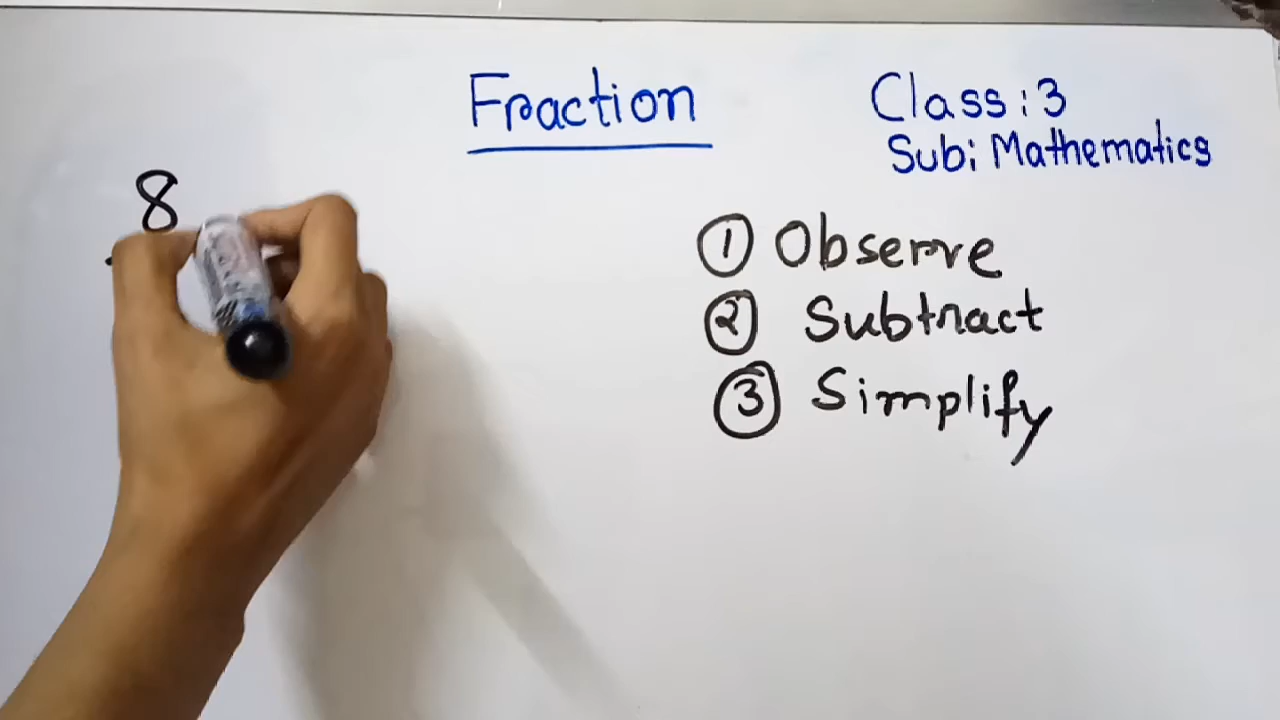 Fraction
Class: 3
Sub: Mathematics
8
① Observe
② Subtract
③ Simplify